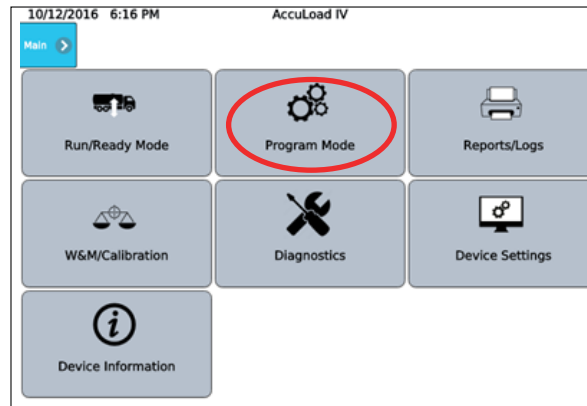 10/12/2016 6:16 PM AccuLoad IV
Main
Run/Ready Mode Program Mode Reports/Logs
W&M/Calibration Diagnostics Device Settings
Device Information